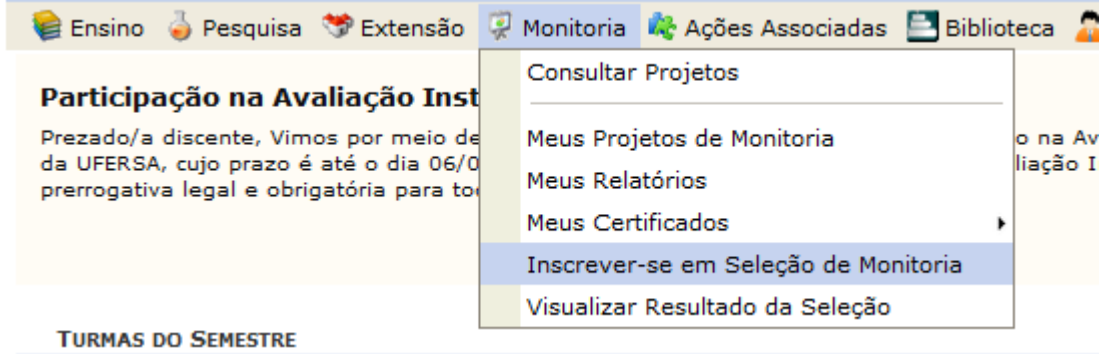 Ensino Pesquisa Extensão Monitoria Ações Associadas Biblioteca
Consultar Projetos
Meus Projetos de Monitoria
Meus Relatórios
Meus Certificados
Inscrever-se em Seleção de Monitoria
Visualizar Resultado da Seleção
Participação na Avaliação Inst
Prezado/a discente, Vimos por meio de o na Av
da UFERSA, cujo prazo é até o dia 06/0 liação I
prerrogativa legal e obrigatória para to
TURMAS DO SEMESTRE